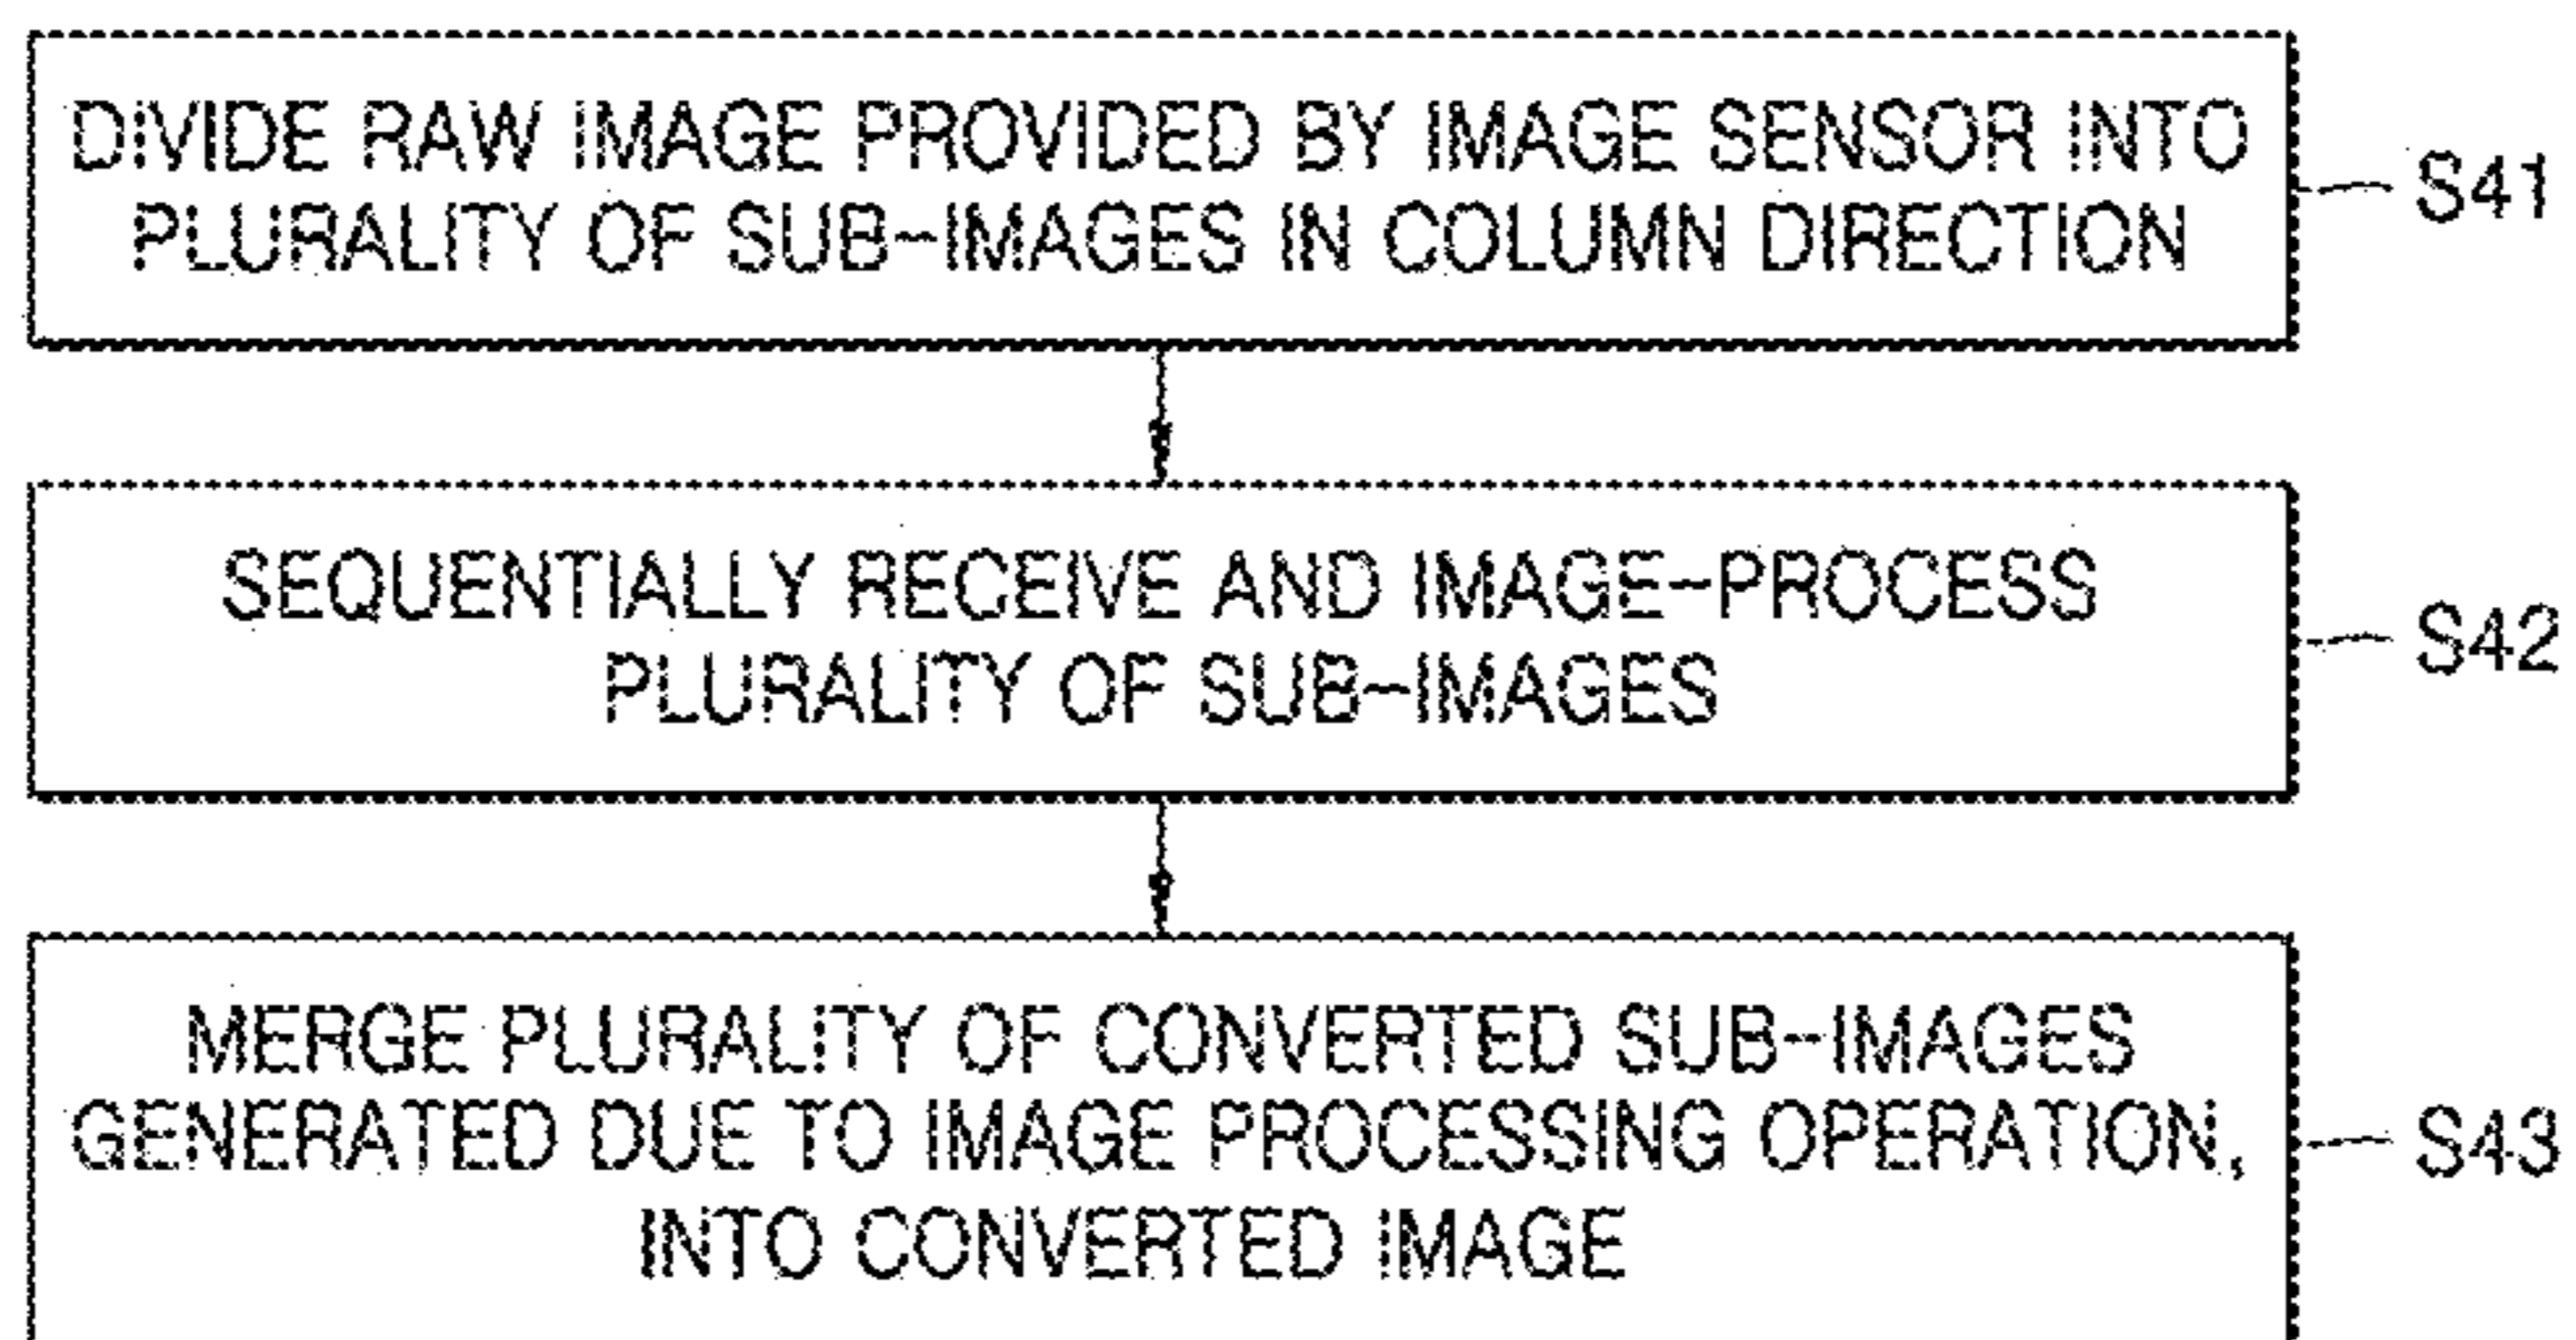 DIVIDE RAW IMAGE PROVIDED BY IMAGE SENSOR INTO
PLURALITY OF SUB-IMAGES IN COLUMN DIRECTION
S41
SEQUENTIALLY RECEIVE AND IMAGE-PROCESS
PLURALITY OF SUB-IMAGES
S42
MERGE PLURALITY OF CONVERTED SUB-IMAGES
GENERATED DUE TO IMAGE PROCESSING OPERATION,
INTO CONVERTED IMAGE
S43